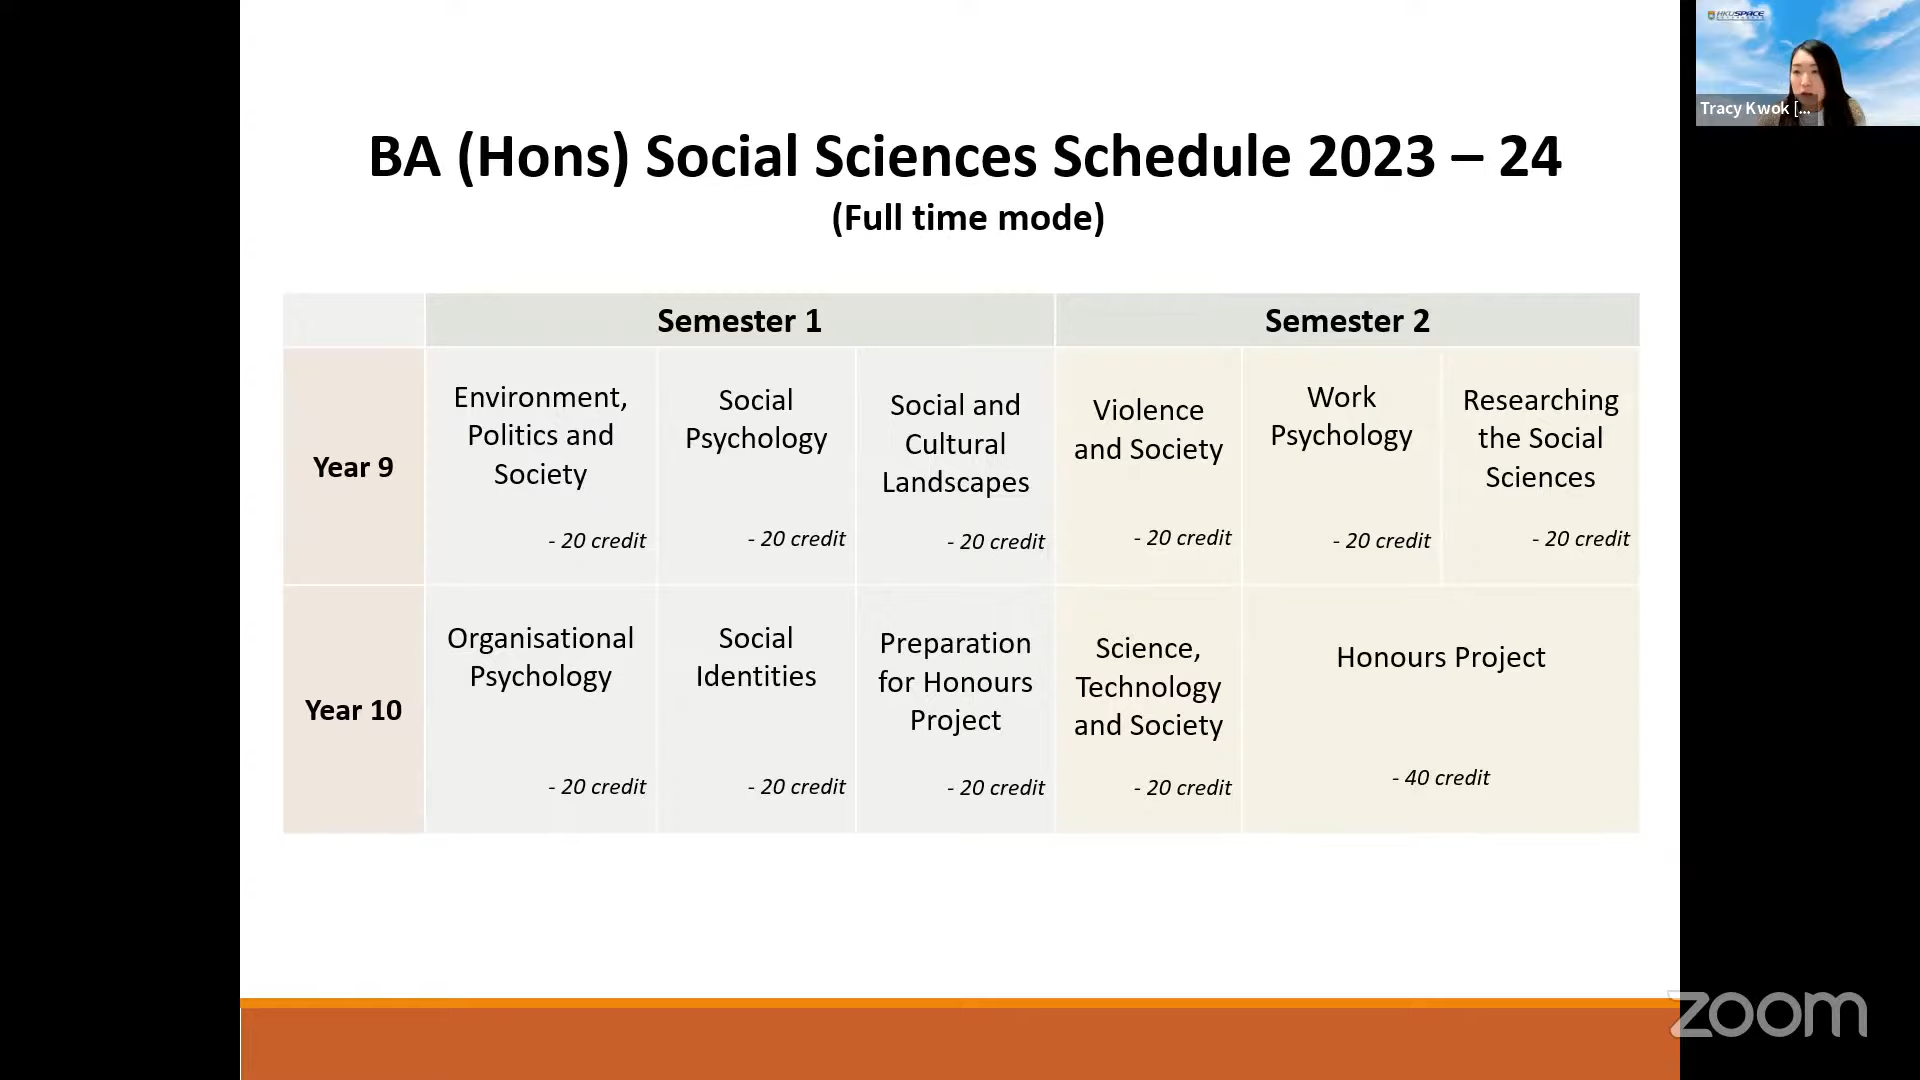 HKUSPACE
Tracy Kwok [...
BA (Hons) Social Sciences Schedule 2023 – 24
(Full time mode)
Semester 1
Semester 2
Year 9
Environment,
Politics and
Society
- 20 credit
Social
Psychology
- 20 credit
Social and
Cultural
Landscapes
- 20 credit
Violence
and Society
- 20 credit
Work
Psychology
- 20 credit
Researching
the Social
Sciences
- 20 credit
Year 10
Organisational
Psychology
- 20 credit
Social
Identities
- 20 credit
Preparation
for Honours
Project
- 20 credit
Science,
Technology
and Society
- 20 credit
Honours Project
- 40 credit
zoom